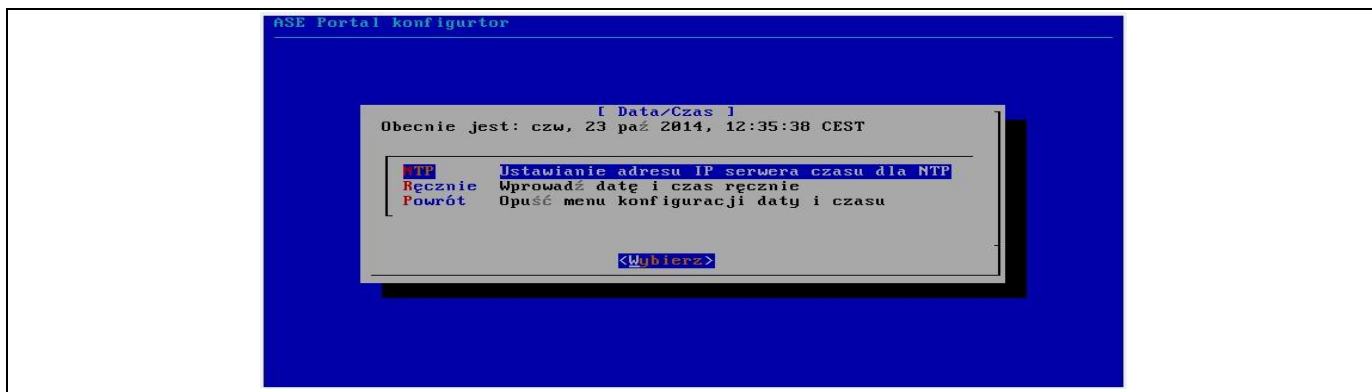 ASE Portal konfigurtor
[ Data/Czas ]
Obecnie jest: czw, 23 paź 2014, 12:35:38 CEST
NTP Ustawianie adresu IP serwera czasu dla NTP
Ręcznie Wprowadź datę i czas ręcznie
Powrót Opuść menu konfiguracji daty i czasu
<Wybierz>